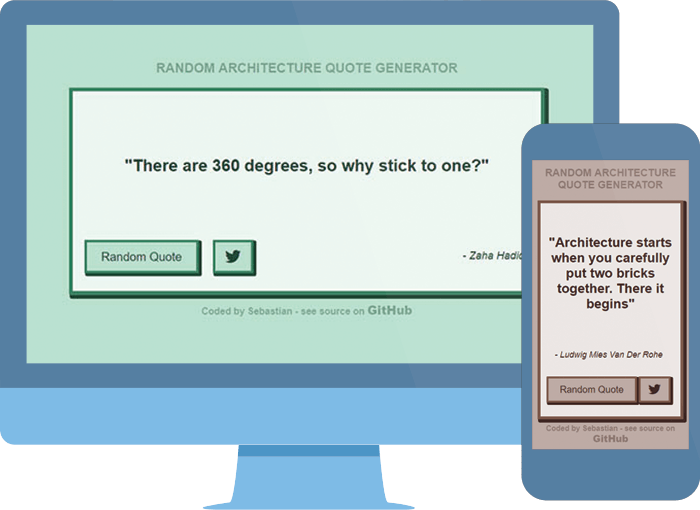 RANDOM ARCHITECTURE QUOTE GENERATOR
"There are 360 degrees, so why stick to one?"
Random Quote
- Zaha Hadid
Coded by Sebastian - see source on GitHub
RANDOM ARCHITECTURE
QUOTE GENERATOR
"Architecture starts
when you carefully
put two bricks
together. There it
begins"
- Ludwig Mies Van Der Rohe
Random Quote
Coded by Sebastian - see source on
GitHub